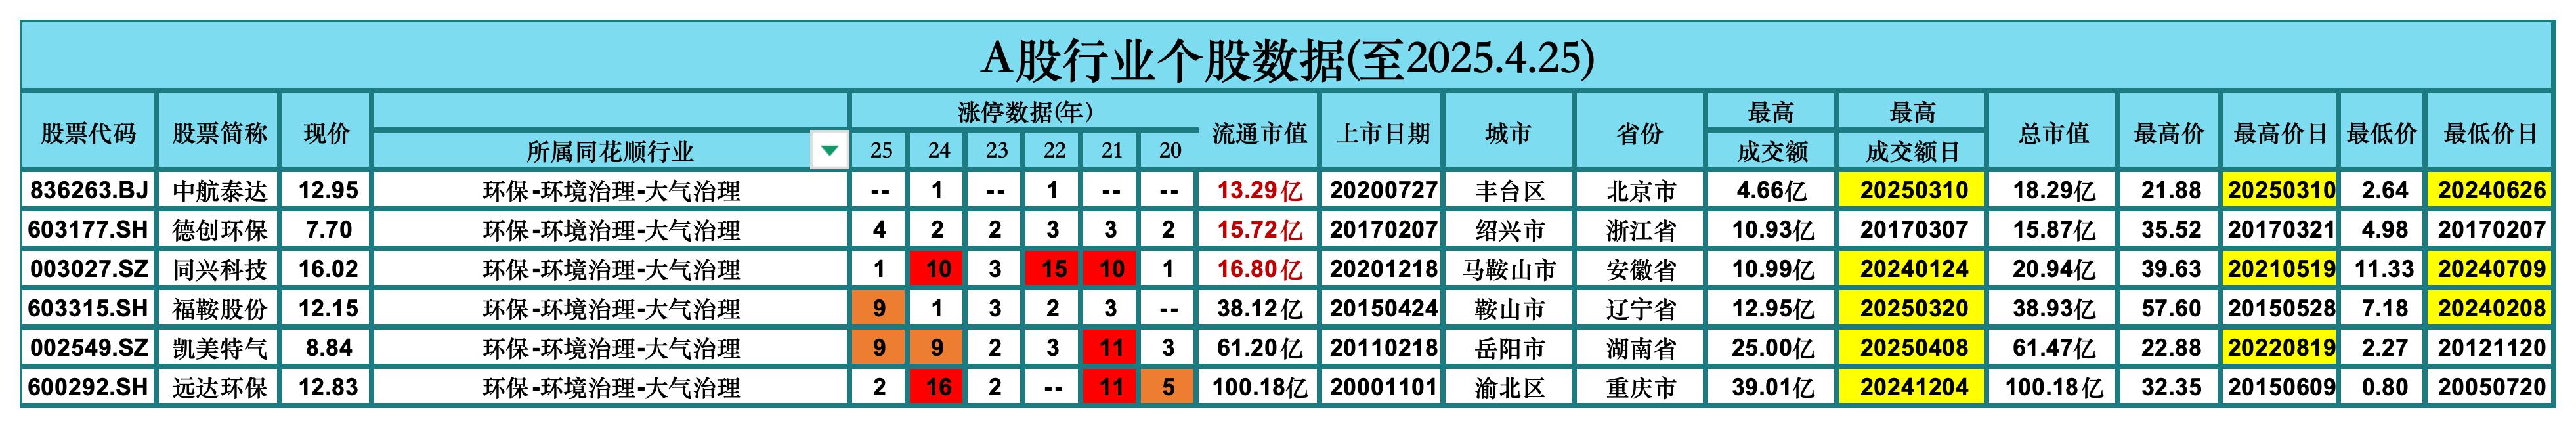 A股行业个股数据(至2025.4.25)
股票代码 股票简称 现价 所属同花顺行业 涨停数据(年) 流通市值 上市日期 城市 省份 最高 最高 总市值 最高价 最高价日 最低价 最低价日
25 24 23 22 21 20 成交额 成交额日
836263.BJ 中航泰达 12.95 环保-环境治理-大气治理 -- 1 -- 1 -- -- 13.29亿 20200727 丰台区 北京市 4.66亿 20250310 18.29亿 21.88 20250310 2.64 20240626
603177.SH 德创环保 7.70 环保-环境治理-大气治理 4 2 2 3 3 2 15.72亿 20170207 绍兴市 浙江省 10.93亿 20170307 15.87亿 35.52 20170321 4.98 20170207
003027.SZ 同兴科技 16.02 环保-环境治理-大气治理 1 10 3 15 10 1 16.80亿 20201218 马鞍山市 安徽省 10.99亿 20240124 20.94亿 39.63 20210519 11.33 20240709
603315.SH 福鞍股份 12.15 环保-环境治理-大气治理 9 1 3 2 3 -- 38.12亿 20150424 鞍山市 辽宁省 12.95亿 20250320 38.93亿 57.60 20150528 7.18 20240208
002549.SZ 凯美特气 8.84 环保-环境治理-大气治理 9 9 2 3 11 3 61.20亿 20110218 岳阳市 湖南省 25.00亿 20250408 61.47亿 22.88 20220819 2.27 20121120
600292.SH 远达环保 12.83 环保-环境治理-大气治理 2 16 2 -- 11 5 100.18亿 20001101 渝北区 重庆市 39.01亿 20241204 100.18亿 32.35 20150609 0.80 20050720